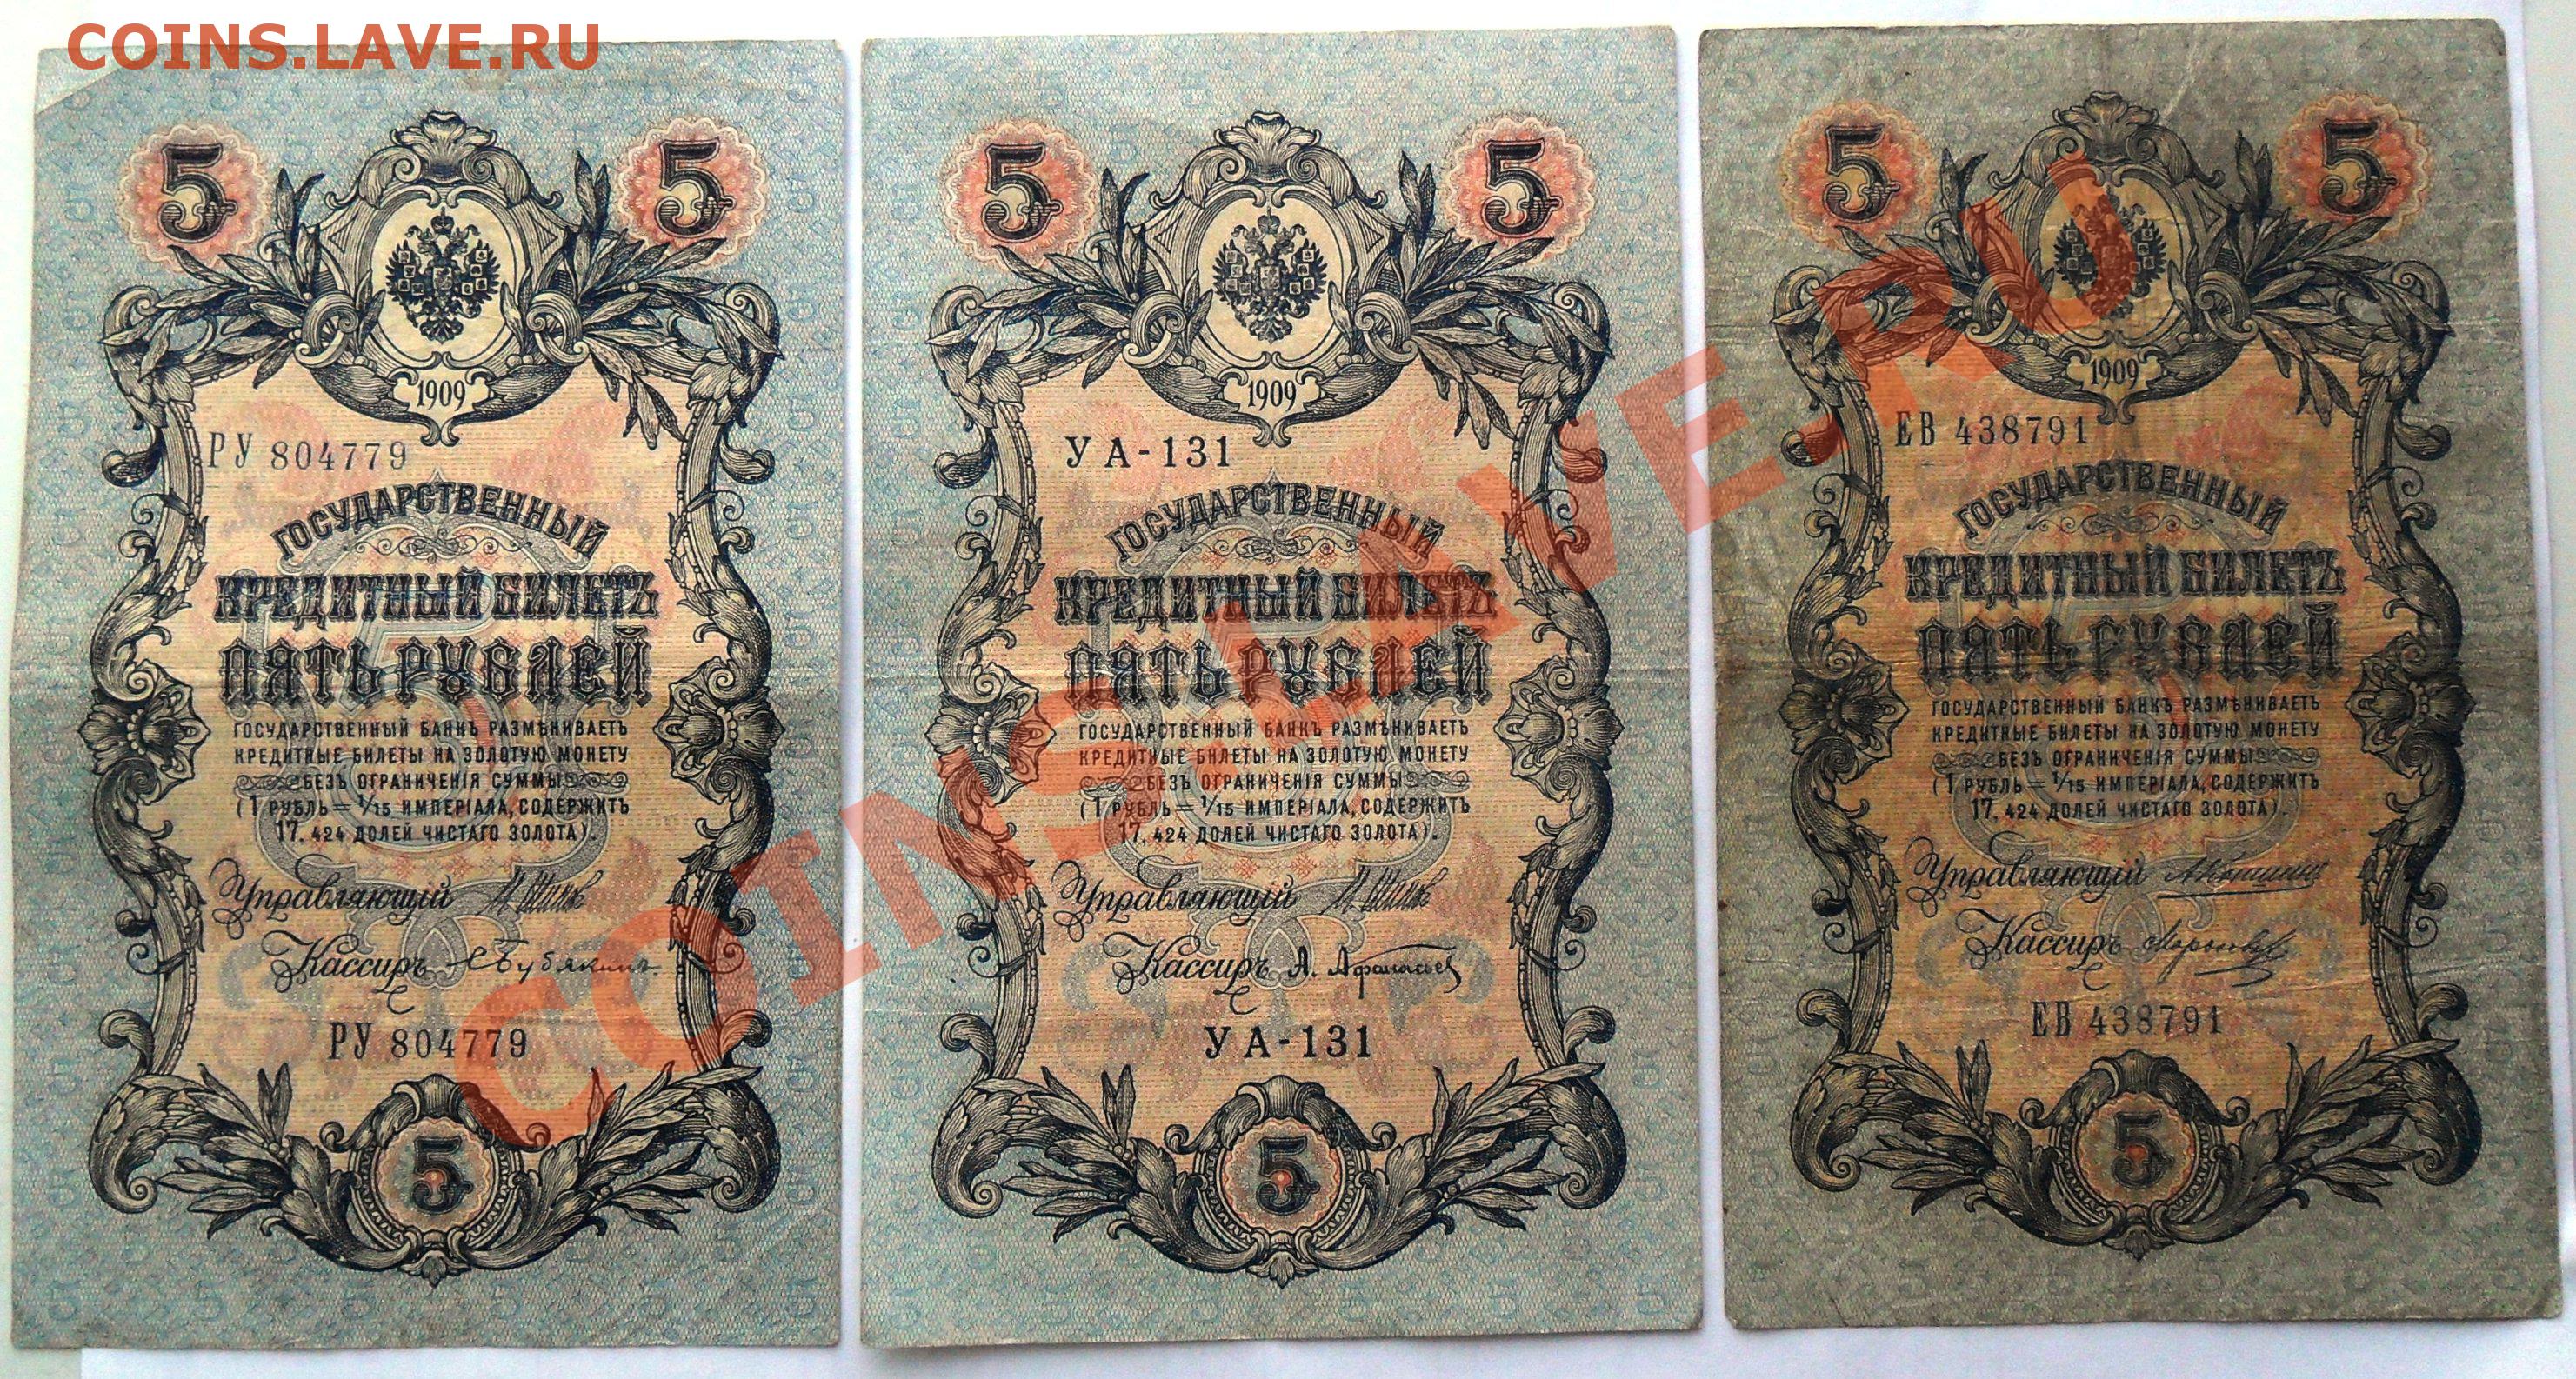 COINS.LAVE.RU
5 5
1909
РУ 804779
ГОСУДАРСТВЕННЫЙ
КРЕДИТНЫЙ БИЛЕТЪ
ПЯТЬ РУБЛЕЙ
ГОСУДАРСТВЕННЫЙ БАНКЪ РАЗМѢНИВАЕТЪ
КРЕДИТНЫЕ БИЛЕТЫ НА ЗОЛОТУЮ МОНЕТУ
БЕЗЪ ОГРАНИЧЕНІЯ СУММЫ
(1 РУБЛЬ = 1/15 ИМПЕРІАЛА, СОДЕРЖИТЪ
17,424 ДОЛЕЙ ЧИСТАГО ЗОЛОТА).
Управляющій И. Шипов
Кассиръ С Бубякинъ
РУ 804779
5
5 5
1909
УА-131
ГОСУДАРСТВЕННЫЙ
КРЕДИТНЫЙ БИЛЕТЪ
ПЯТЬ РУБЛЕЙ
ГОСУДАРСТВЕННЫЙ БАНКЪ РАЗМѢНИВАЕТЪ
КРЕДИТНЫЕ БИЛЕТЫ НА ЗОЛОТУЮ МОНЕТУ
БЕЗЪ ОГРАНИЧЕНІЯ СУММЫ
(1 РУБЛЬ = 1/15 ИМПЕРІАЛА, СОДЕРЖИТЪ
17,424 ДОЛЕЙ ЧИСТАГО ЗОЛОТА).
Управляющій И. Шипов
Кассиръ А. Афанасьев
УА-131
5
5 5
1909
ЕВ 438791
ГОСУДАРСТВЕННЫЙ
КРЕДИТНЫЙ БИЛЕТЪ
ПЯТЬ РУБЛЕЙ
ГОСУДАРСТВЕННЫЙ БАНКЪ РАЗМѢНИВАЕТЪ
КРЕДИТНЫЕ БИЛЕТЫ НА ЗОЛОТУЮ МОНЕТУ
БЕЗЪ ОГРАНИЧЕНІЯ СУММЫ
(1 РУБЛЬ = 1/15 ИМПЕРІАЛА, СОДЕРЖИТЪ
17,424 ДОЛЕЙ ЧИСТАГО ЗОЛОТА).
Управляющій А Коншинъ
Кассиръ
ЕВ 438791
5
COINS.LAVE.RU